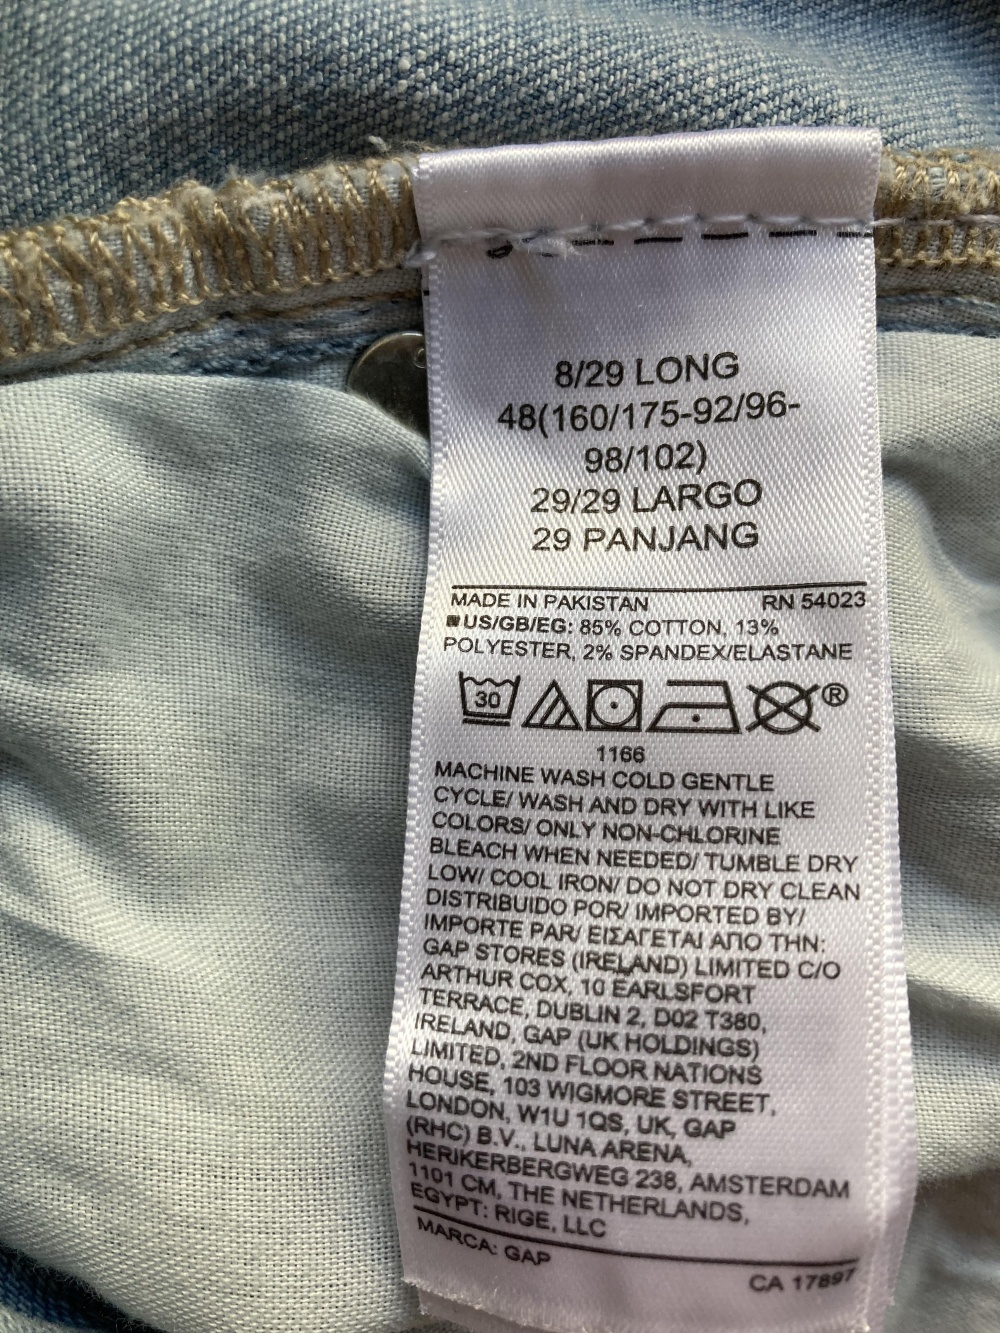 8/29 LONG
48(160/175-92/96-
98/102)
29/29 LARGO
29 PANJANG
MADE IN PAKISTAN RN 54023
US/GB/EG: 85% COTTON, 13%
POLYESTER, 2% SPANDEX/ELASTANE
30 ®
1166
MACHINE WASH COLD GENTLE
CYCLE/ WASH AND DRY WITH LIKE
COLORS/ ONLY NON-CHLORINE
BLEACH WHEN NEEDED/ TUMBLE DRY
LOW/ COOL IRON/ DO NOT DRY CLEAN
DISTRIBUIDO POR/ IMPORTED BY/
IMPORTE PAR/ ΕΙΣΑΓΕΤΑΙ ΑΠΟ ΤΗΝ:
GAP STORES (IRELAND) LIMITED C/O
ARTHUR COX, 10 EARLSFORT
TERRACE, DUBLIN 2, D02 T380,
IRELAND, GAP (UK HOLDINGS)
LIMITED, 2ND FLOOR NATIONS
HOUSE, 103 WIGMORE STREET,
LONDON, W1U 1QS, UK, GAP
(RHC) B.V., LUNA ARENA,
HERIKERBERGWEG 238, AMSTERDAM
1101 CM, THE NETHERLANDS,
EGYPT: RIGE, LLC
MARCA: GAP
CA 17897